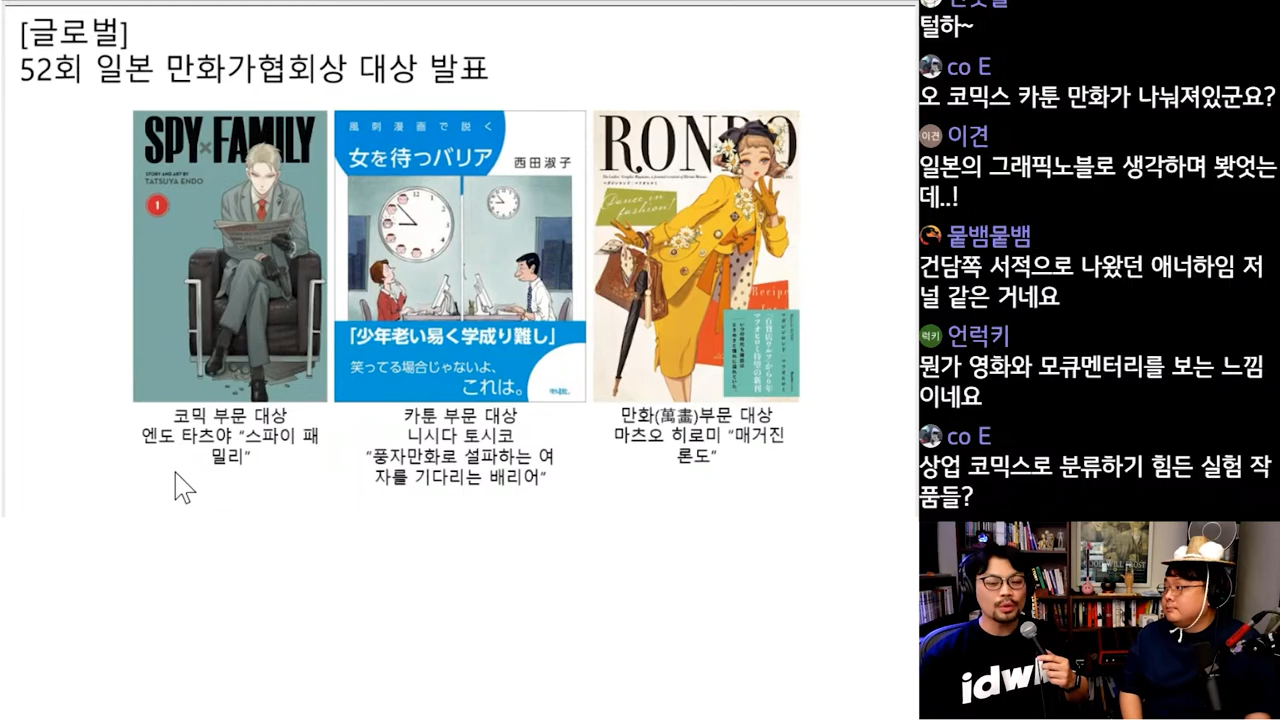 [글로벌]
52회 일본 만화가협회상 대상 발표
SPY×FAMILY
STORY AND ART BY
TATSUYA ENDO
1
風刺漫画で説く
女を待つバリア
西田淑子
「少年老い易く学成り難し」
笑ってる場合じゃないよ、
これは。
RONDO
Dance in
fashion!
Recipe
코믹 부문 대상
엔도 타츠야 “스파이 패
밀리”
카툰 부문 대상
니시다 토시코
“풍자만화로 설파하는 여
자를 기다리는 배리어”
만화(萬畵)부문 대상
마츠오 히로미 “매거진
론도”
털하~
co E
오 코믹스 카툰 만화가 나눠져있군요?
이견
이견
일본의 그래픽노블로 생각하며 봣엇는
데..!
뭍뱀뭍뱀
건담쪽 서적으로 나왔던 애너하임 저
널 같은 거네요
럭키
언럭키
뭔가 영화와 모큐멘터리를 보는 느낌
이네요
co E
상업 코믹스로 분류하기 힘든 실험 작
품들?
idwk